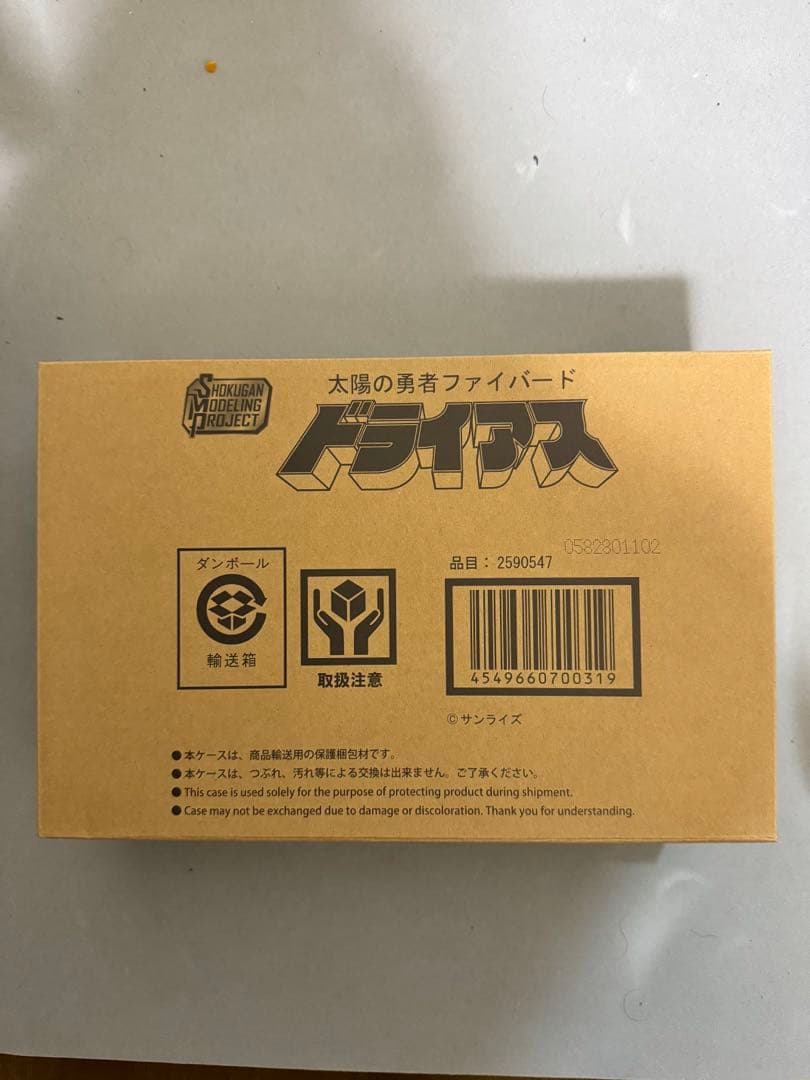 SHOKUGAN
MODELING
PROJECT
太陽の勇者ファイバード
ドライアス
ダンボール
輸送箱
取扱注意
0582801102
品目：2590547
4549660700319
©サンライズ
●本ケースは、商品輸送用の保護梱包材です。
●本ケースは、つぶれ、汚れ等による交換は出来ません。ご了承ください。
●This case is used solely for the purpose of protecting product during shipment.
●Case may not be exchanged due to damage or discoloration. Thank you for understanding.